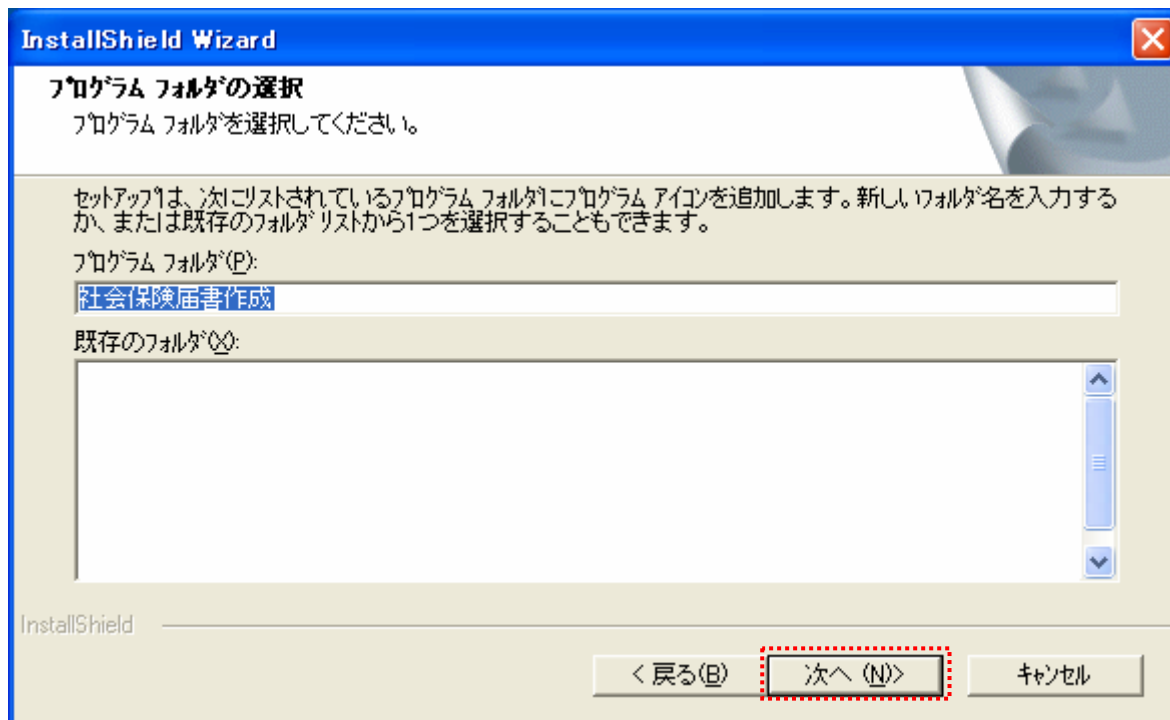 InstallShield Wizard
プログラム フォルダの選択
プログラム フォルダを選択してください。
セットアップは、次にリストされているプログラム フォルダにプログラム アイコンを追加します。新しいフォルダ名を入力する
か、または既存のフォルダ リストから1つを選択することもできます。
プログラム フォルダ(P):
社会保険届書作成
既存のフォルダ(X):
InstallShield
< 戻る(B)
次へ (N)>
キャンセル